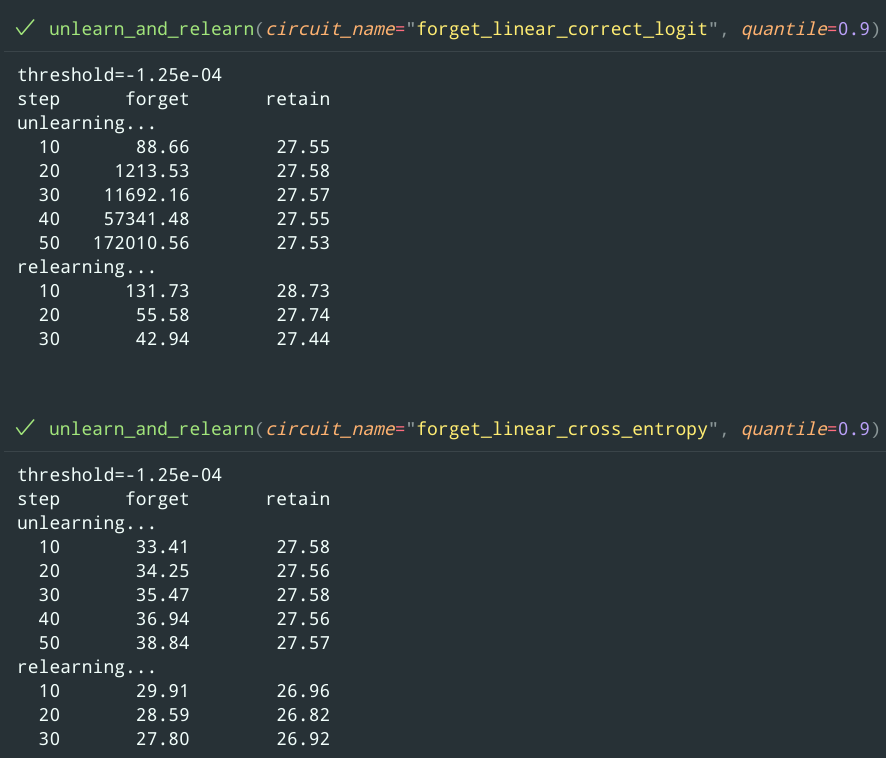 ✓ unlearn_and_relearn(circuit_name="forget_linear_correct_logit", quantile=0.9)
threshold=-1.25e-04
step forget retain
unlearning...
10 88.66 27.55
20 1213.53 27.58
30 11692.16 27.57
40 57341.48 27.55
50 172010.56 27.53
relearning...
10 131.73 28.73
20 55.58 27.74
30 42.94 27.44
✓ unlearn_and_relearn(circuit_name="forget_linear_cross_entropy", quantile=0.9)
threshold=-1.25e-04
step forget retain
unlearning...
10 33.41 27.58
20 34.25 27.56
30 35.47 27.58
40 36.94 27.56
50 38.84 27.57
relearning...
10 29.91 26.96
20 28.59 26.82
30 27.80 26.92